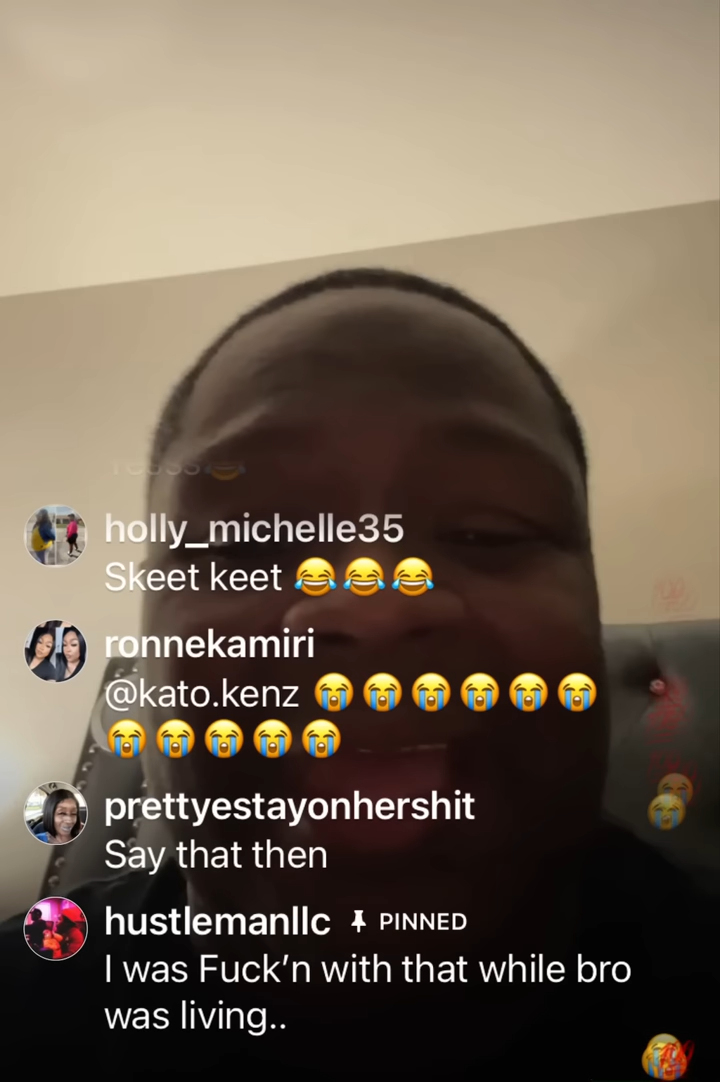 holly_michelle35
Skeet keet 😂😂😂
ronnekamiri
@kato.kenz 😭😭😭😭😭😭
😭😭😭😭😭
prettyestayonhershit
Say that then
hustlemanllc PINNED
I was Fuck’n with that while bro
was living..